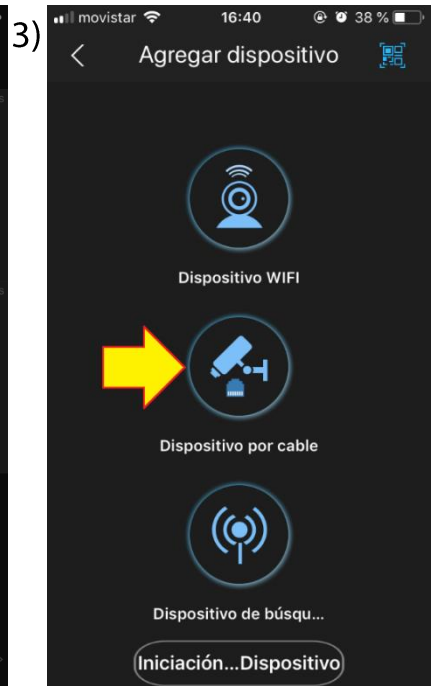 3)
movistar 16:40 38 %
Agregar dispositivo
Dispositivo WIFI
Dispositivo por cable
Dispositivo de búsqu...
Iniciación...Dispositivo